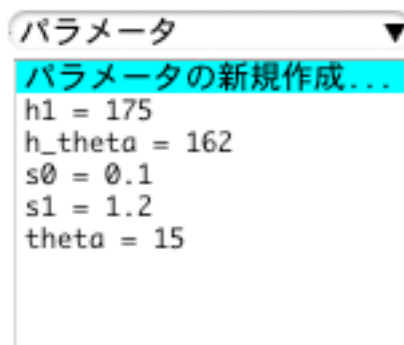 パラメータ
パラメータの新規作成...
h1 = 175
h_theta = 162
s0 = 0.1
s1 = 1.2
theta = 15